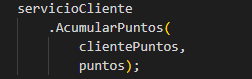 servicioCliente
.AcumularPuntos(
clientePuntos,
puntos);